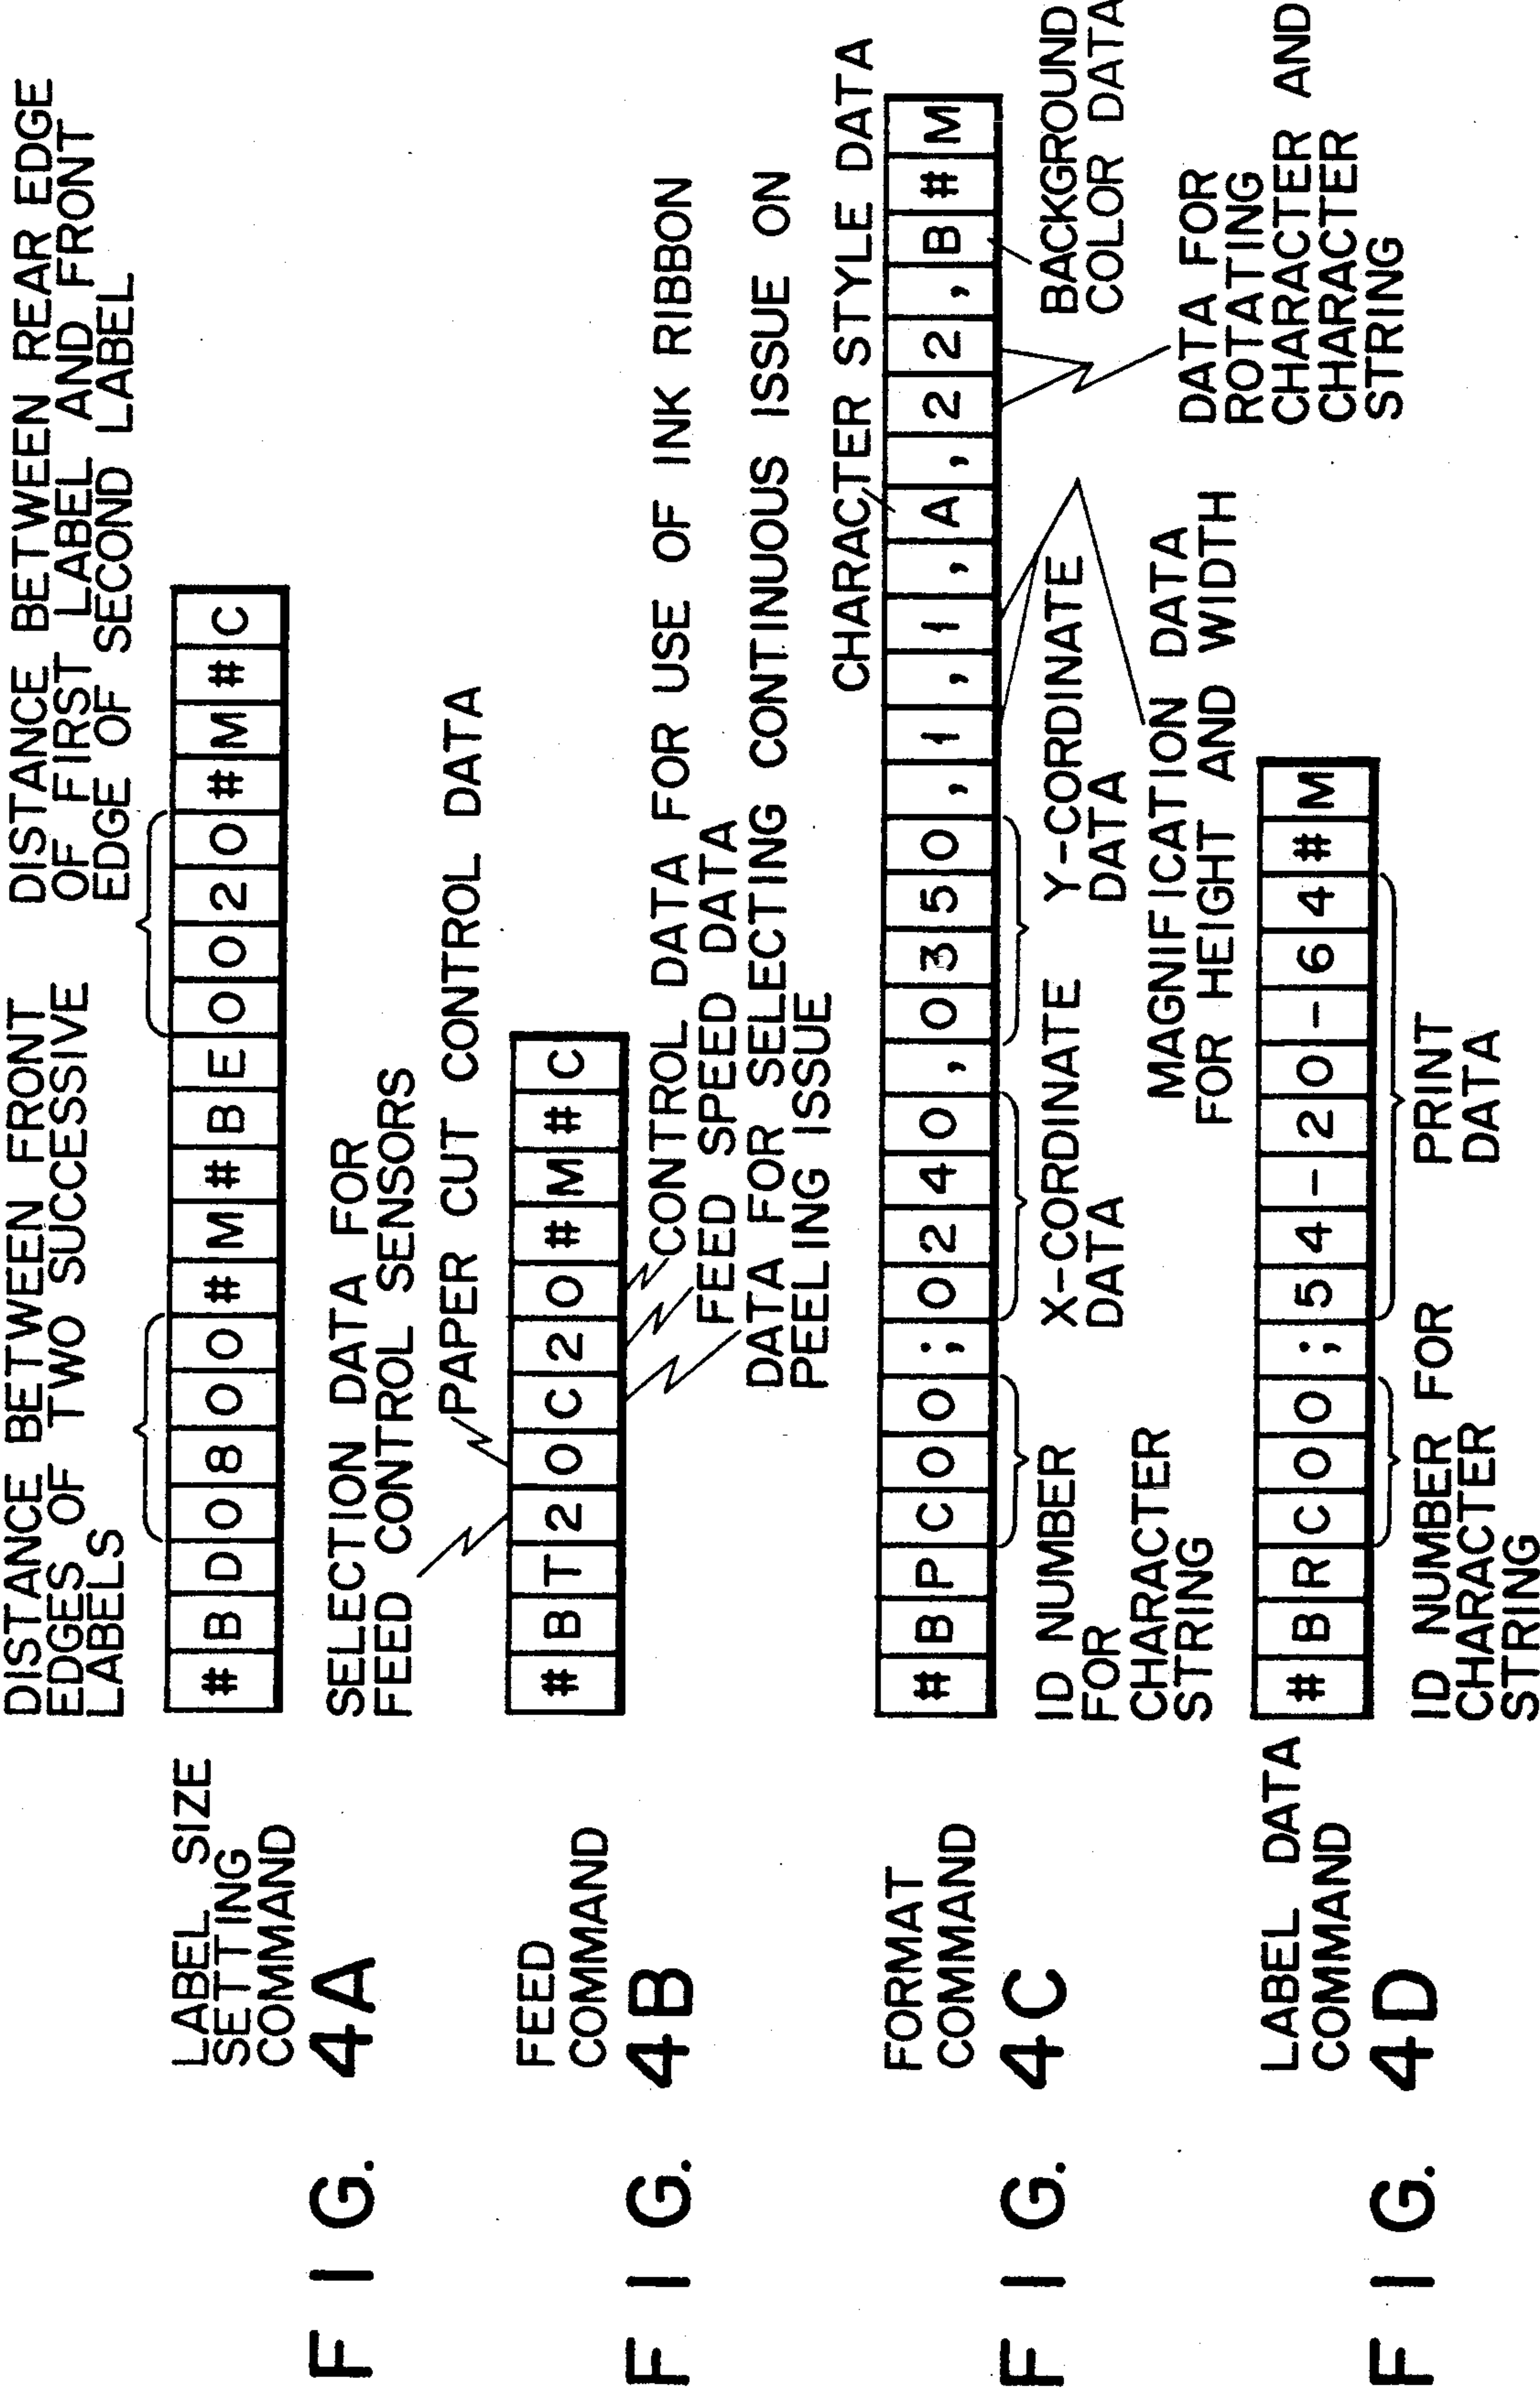 DISTANCE BETWEEN FRONT
EDGES OF TWO SUCCESSIVE
LABELS
DISTANCE BETWEEN REAR EDGE
OF FIRST LABEL AND FRONT
EDGE OF SECOND LABEL
LABEL SIZE
SETTING
COMMAND
# B D 0 8 0 0 # M # B E 0 0 2 0 # M # C
FIG. 4A
SELECTION DATA FOR
FEED CONTROL SENSORS
PAPER CUT CONTROL DATA
FEED
COMMAND
# B T 2 0 C 2 0 # M # C
CONTROL DATA FOR USE OF INK RIBBON
FEED SPEED DATA
DATA FOR SELECTING CONTINUOUS ISSUE ON
PEELING ISSUE
FIG. 4B
CHARACTER STYLE DATA
FORMAT
COMMAND
# B P C 0 0 ; 0 2 4 0 , 0 3 5 0 , 1 , 1 , A , 2 2 , B # M
ID NUMBER
FOR
CHARACTER
STRING
X-CORDINATE
DATA
Y-CORDINATE
DATA
MAGNIFICATION DATA
FOR HEIGHT AND WIDTH
BACKGROUND
COLOR DATA
DATA FOR
ROTATING
CHARACTER AND
CHARACTER
STRING
FIG. 4C
LABEL DATA
COMMAND
# B R C 0 0 ; 5 4 - 2 0 - 6 4 # M
ID NUMBER FOR
CHARACTER
STRING
PRINT
DATA
FIG. 4D